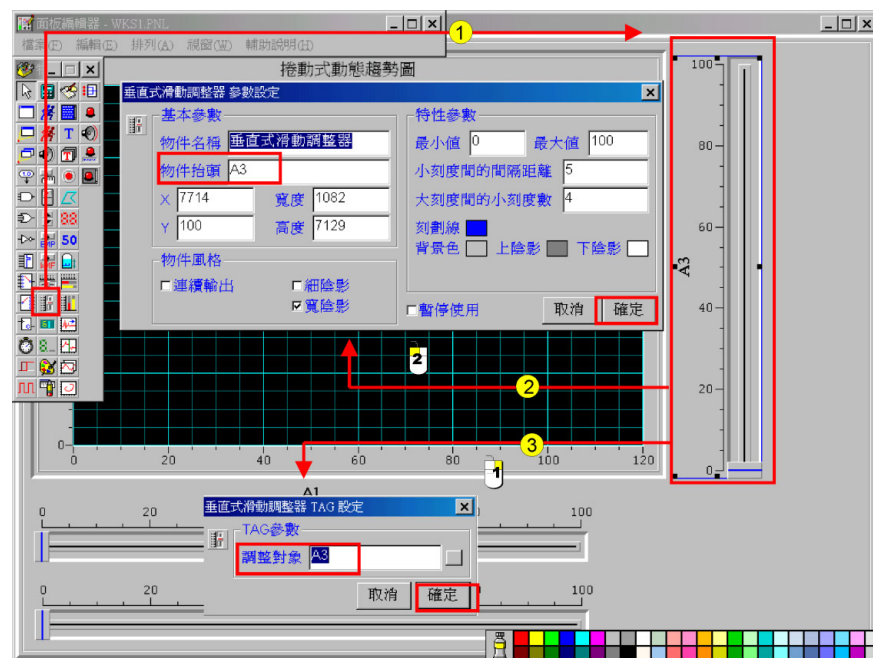 面板編輯器 - WKS1.PNL
檔案(F) 編輯(E) 排列(A) 視窗(W) 輔助說明(H)
1
捲動式動態趨勢圖
垂直式滑動調整器 參數設定
基本參數
物件名稱 垂直式滑動調整器
物件抬頭 A3
X 7714 寬度 1082
Y 100 高度 7129
物件風格
連續輸出 細陰影
寬陰影
特性參數
最小值 0 最大值 100
小刻度間的間隔距離 5
大刻度間的小刻度數 4
刻劃線
背景色 上陰影 下陰影
暫停使用 取消 確定
T
88
50
61
8..
100
80
60
A3
40
20
0
2
2
3
1
0
0 20 40 60 80 100 120
A1
0 20 100
垂直式滑動調整器 TAG 設定
TAG參數
調整對象 A3
取消 確定
0 20 100